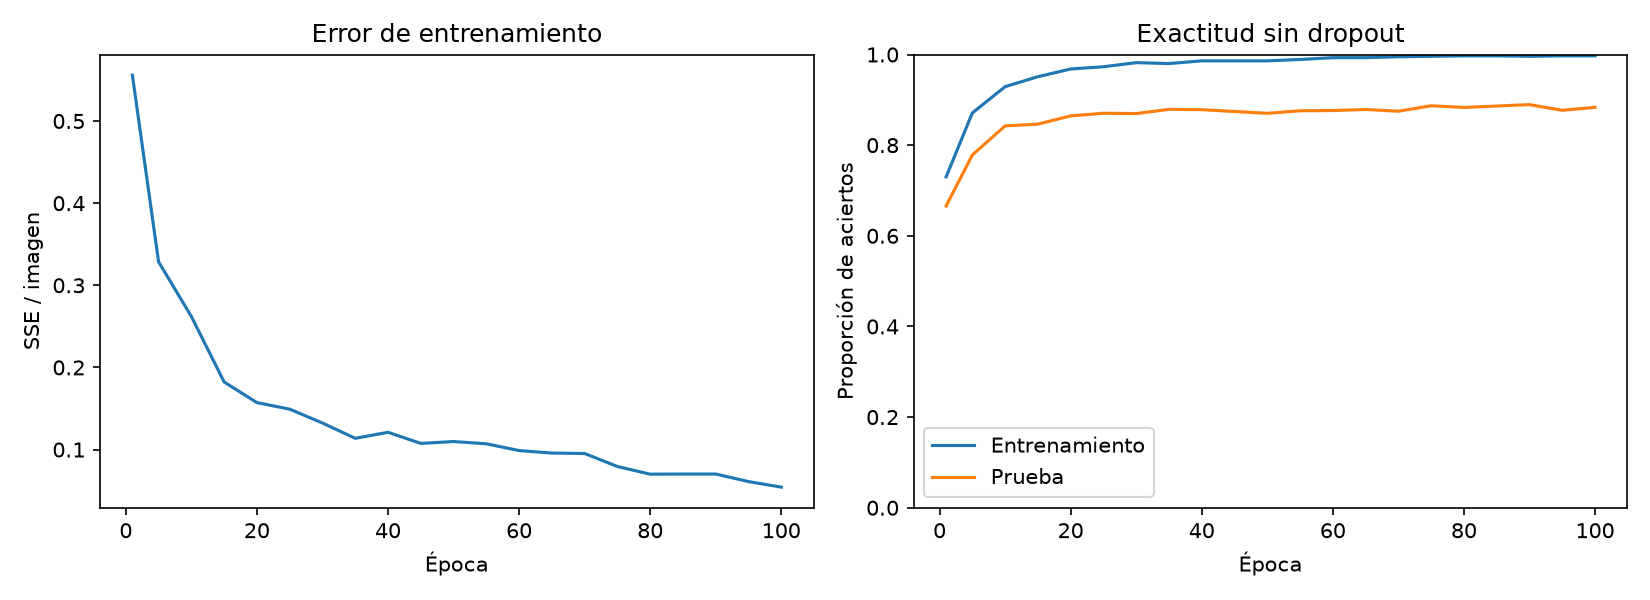 Error de entrenamiento
SSE / imagen
0.5
0.4
0.3
0.2
0.1
0 20 40 60 80 100
Época
Exactitud sin dropout
Proporción de aciertos
1.0
0.8
0.6
0.4
0.2
0.0
Entrenamiento
Prueba
0 20 40 60 80 100
Época